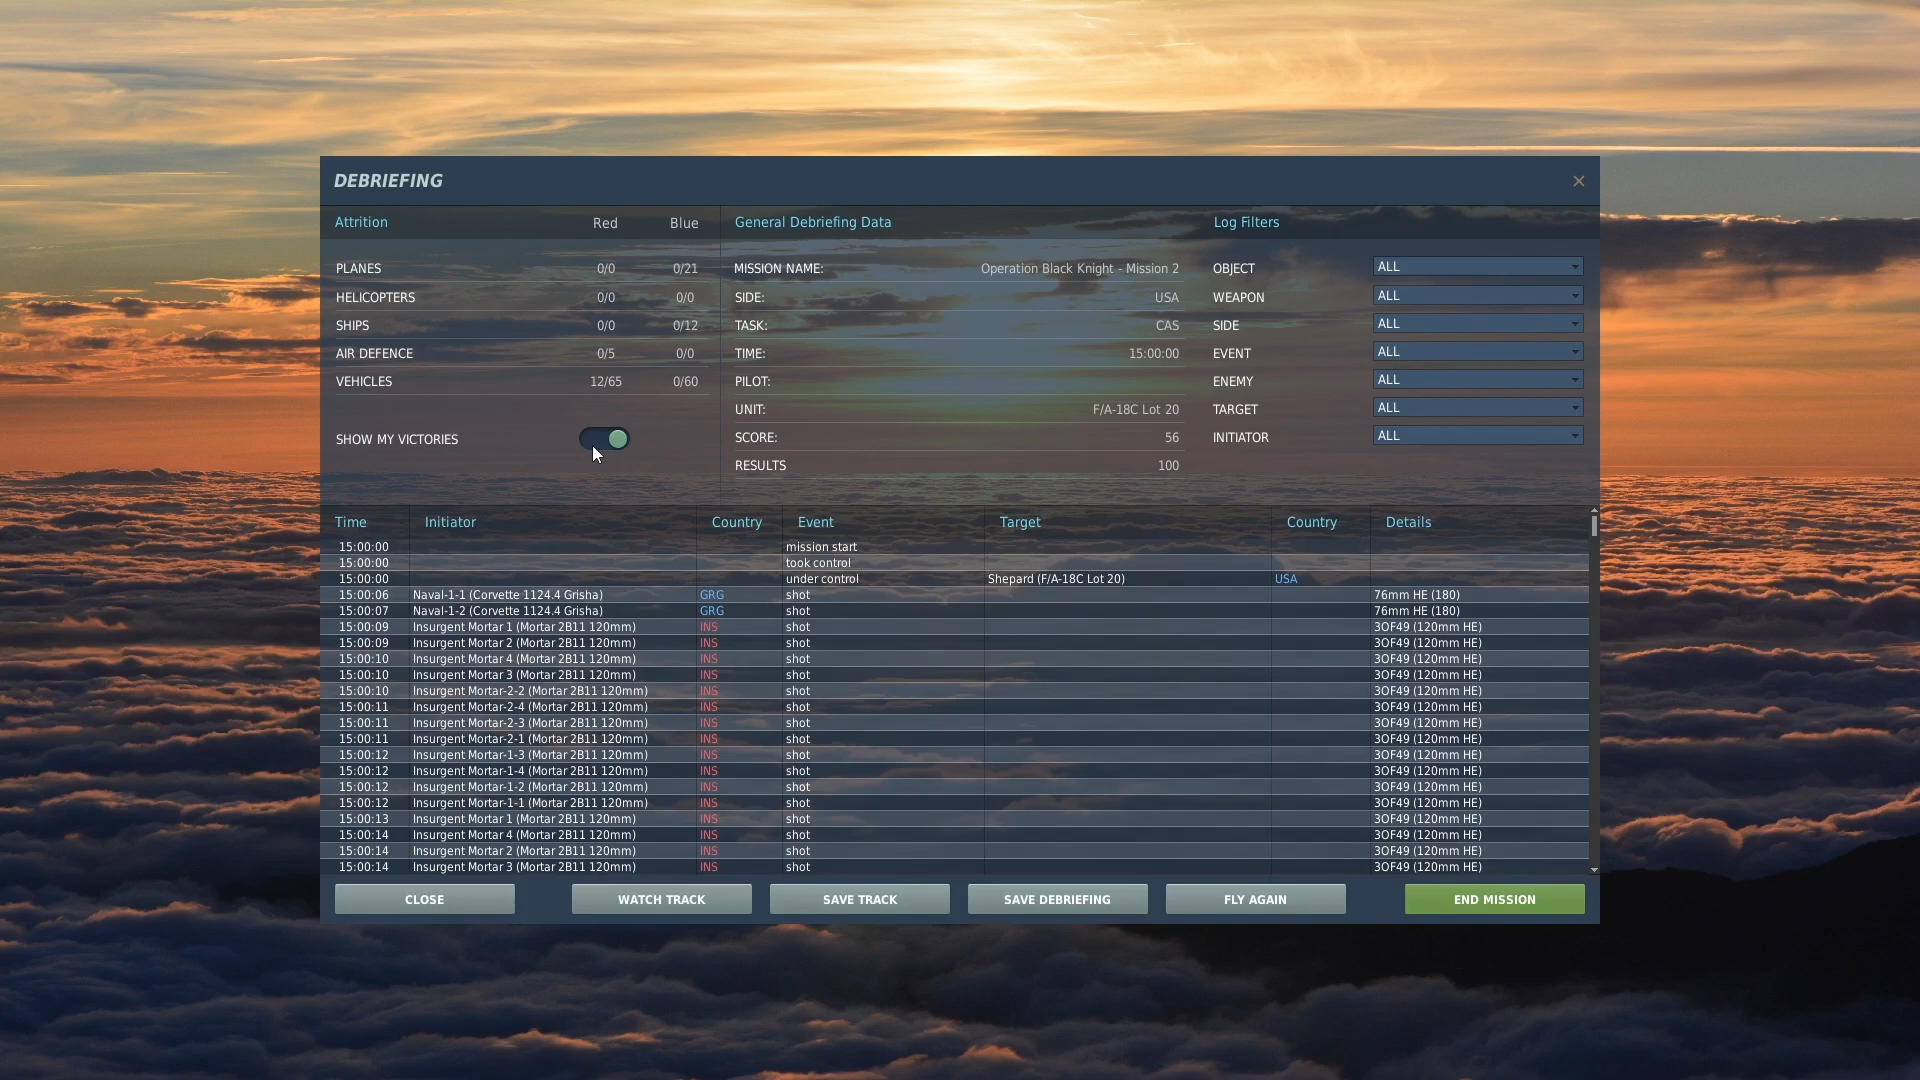 DEBRIEFING
Attrition Red Blue
PLANES 0/0 0/21
HELICOPTERS 0/0 0/0
SHIPS 0/0 0/12
AIR DEFENCE 0/5 0/0
VEHICLES 12/65 0/60
SHOW MY VICTORIES
General Debriefing Data
MISSION NAME: Operation Black Knight - Mission 2
SIDE: USA
TASK: CAS
TIME: 15:00:00
PILOT:
UNIT: F/A-18C Lot 20
SCORE: 56
RESULTS 100
Log Filters
OBJECT ALL
WEAPON ALL
SIDE ALL
EVENT ALL
ENEMY ALL
TARGET ALL
INITIATOR ALL
Time Initiator Country Event Target Country Details
15:00:00 mission start
15:00:00 took control
15:00:00 under control Shepard (F/A-18C Lot 20) USA
15:00:06 Naval-1-1 (Corvette 1124.4 Grisha) GRG shot 76mm HE (180)
15:00:07 Naval-1-2 (Corvette 1124.4 Grisha) GRG shot 76mm HE (180)
15:00:09 Insurgent Mortar 1 (Mortar 2B11 120mm) INS shot 3OF49 (120mm HE)
15:00:09 Insurgent Mortar 2 (Mortar 2B11 120mm) INS shot 3OF49 (120mm HE)
15:00:10 Insurgent Mortar 4 (Mortar 2B11 120mm) INS shot 3OF49 (120mm HE)
15:00:10 Insurgent Mortar 3 (Mortar 2B11 120mm) INS shot 3OF49 (120mm HE)
15:00:10 Insurgent Mortar-2-2 (Mortar 2B11 120mm) INS shot 3OF49 (120mm HE)
15:00:11 Insurgent Mortar-2-4 (Mortar 2B11 120mm) INS shot 3OF49 (120mm HE)
15:00:11 Insurgent Mortar-2-3 (Mortar 2B11 120mm) INS shot 3OF49 (120mm HE)
15:00:11 Insurgent Mortar-2-1 (Mortar 2B11 120mm) INS shot 3OF49 (120mm HE)
15:00:12 Insurgent Mortar-1-3 (Mortar 2B11 120mm) INS shot 3OF49 (120mm HE)
15:00:12 Insurgent Mortar-1-4 (Mortar 2B11 120mm) INS shot 3OF49 (120mm HE)
15:00:12 Insurgent Mortar-1-2 (Mortar 2B11 120mm) INS shot 3OF49 (120mm HE)
15:00:12 Insurgent Mortar-1-1 (Mortar 2B11 120mm) INS shot 3OF49 (120mm HE)
15:00:13 Insurgent Mortar 1 (Mortar 2B11 120mm) INS shot 3OF49 (120mm HE)
15:00:14 Insurgent Mortar 4 (Mortar 2B11 120mm) INS shot 3OF49 (120mm HE)
15:00:14 Insurgent Mortar 2 (Mortar 2B11 120mm) INS shot 3OF49 (120mm HE)
15:00:14 Insurgent Mortar 3 (Mortar 2B11 120mm) INS shot 3OF49 (120mm HE)
CLOSE WATCH TRACK SAVE TRACK SAVE DEBRIEFING FLY AGAIN END MISSION